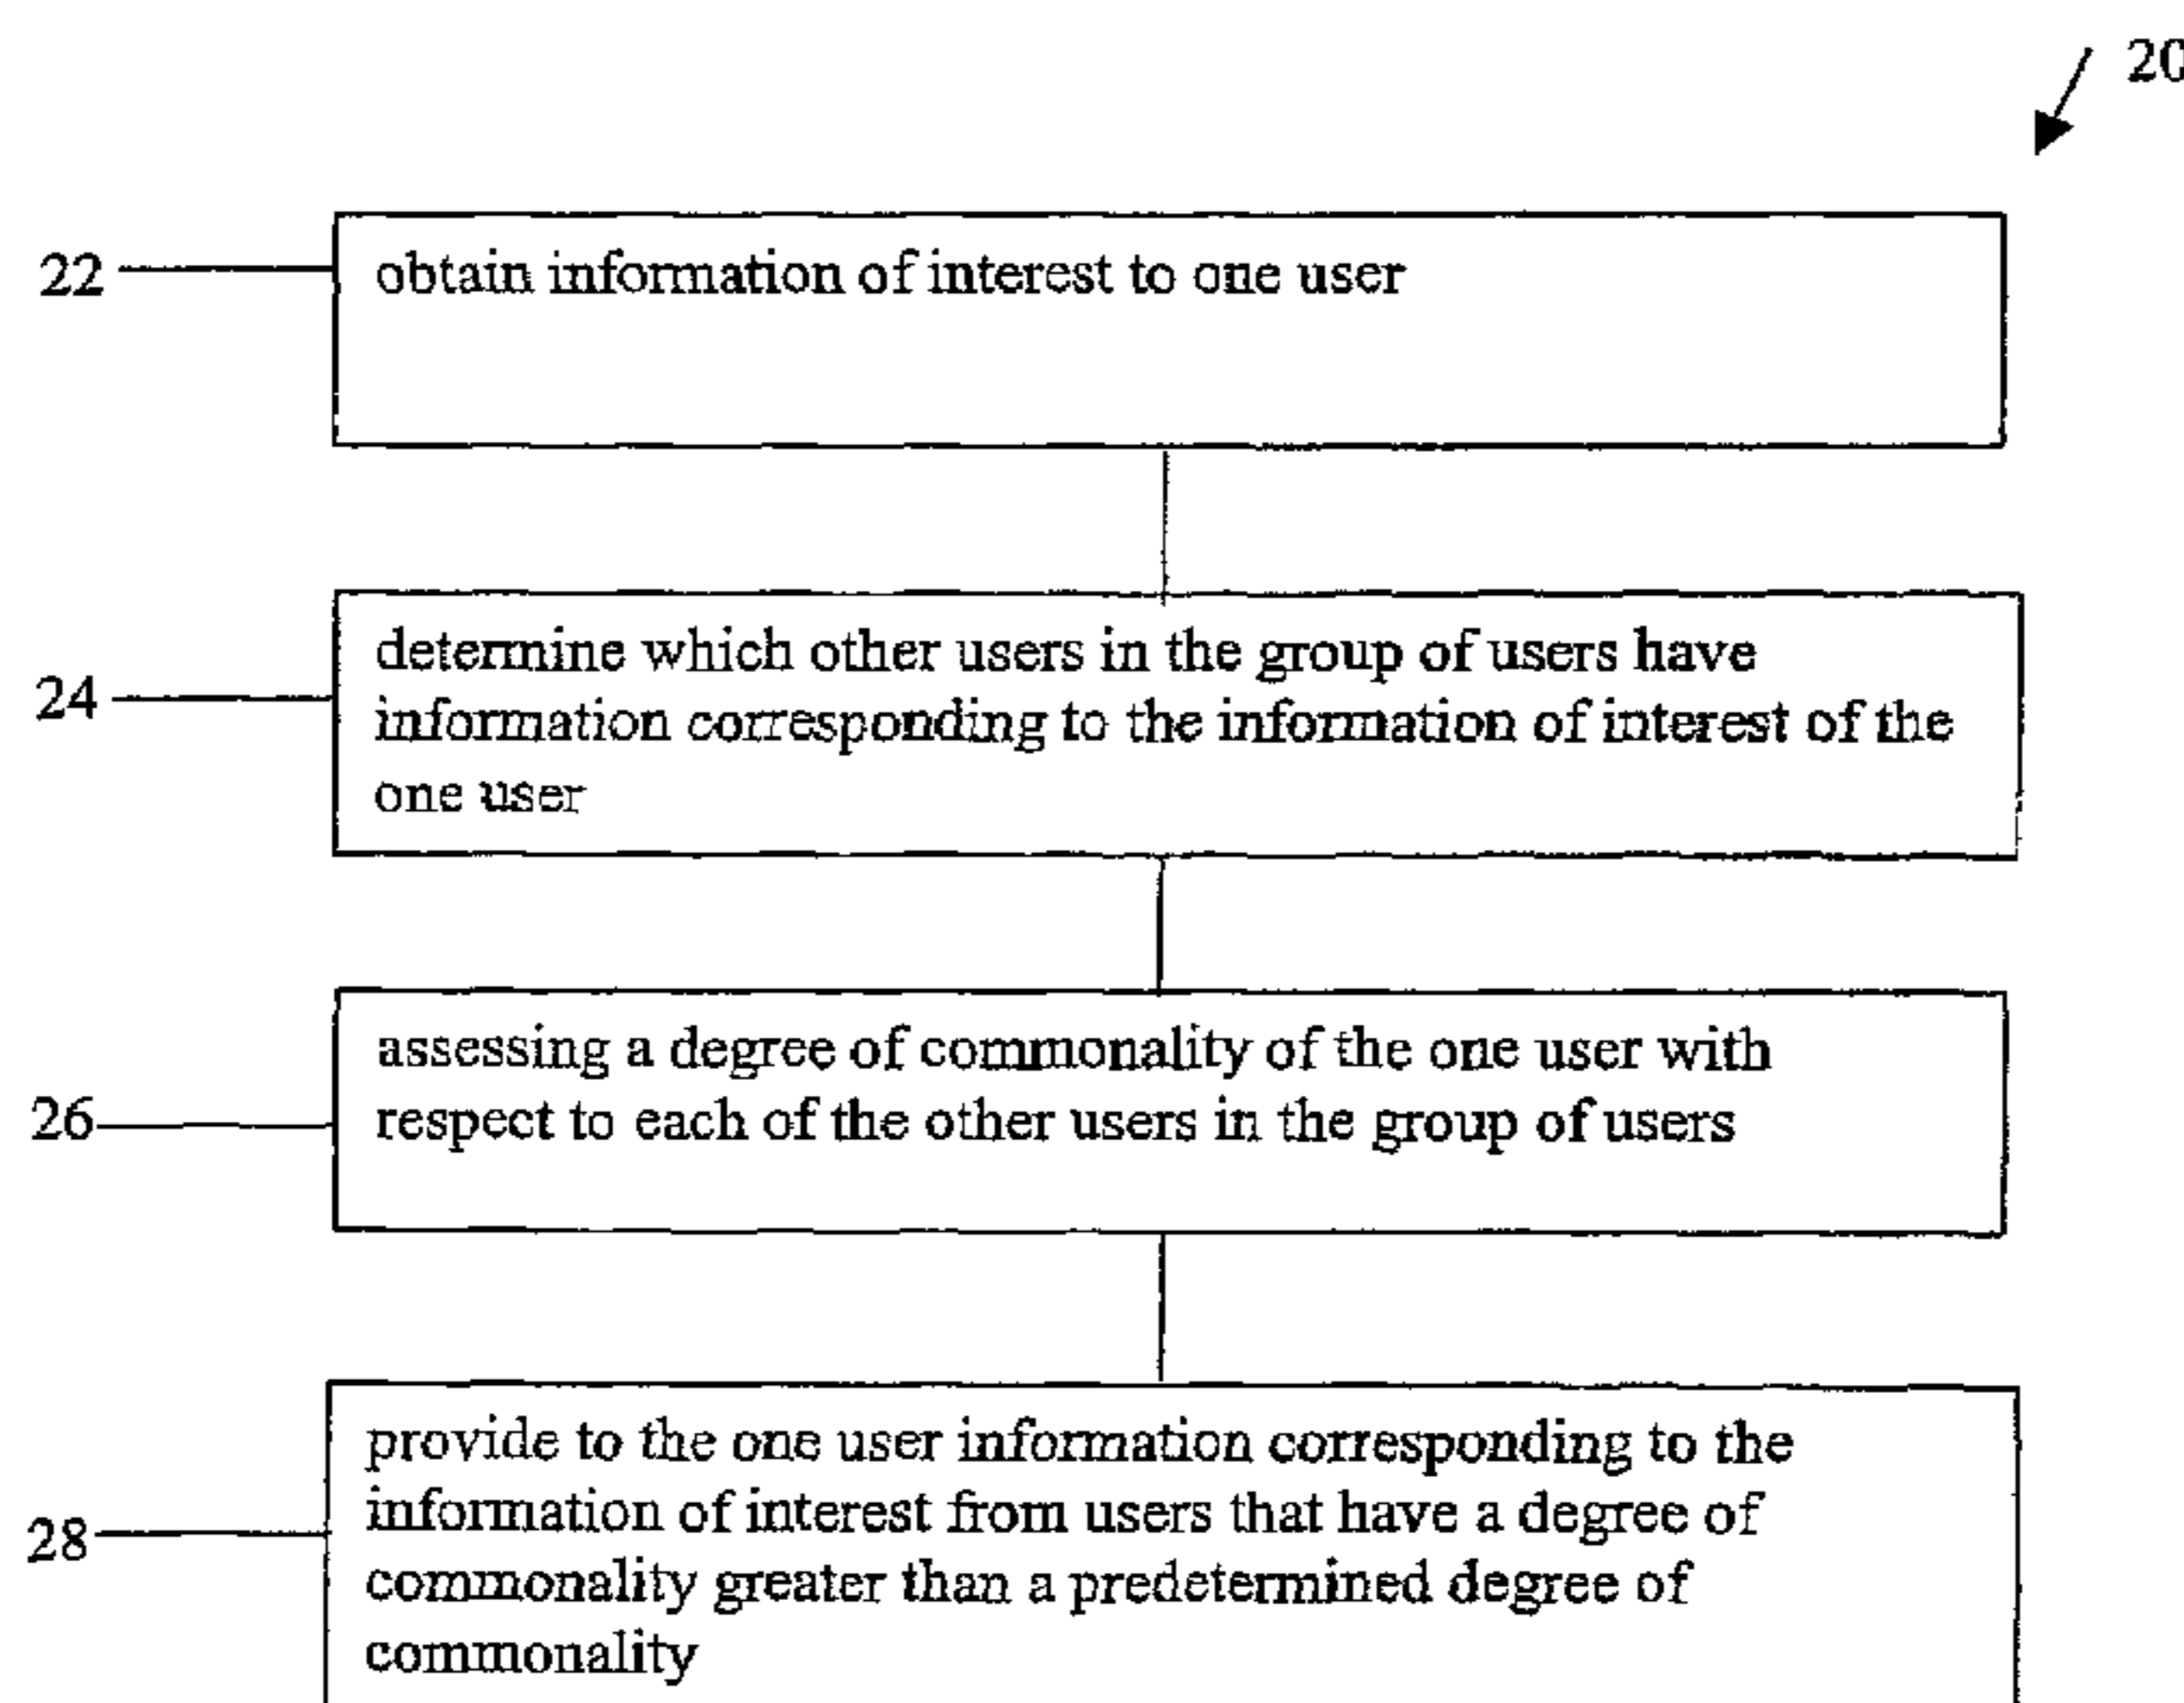 20
22
obtain information of interest to one user
24
determine which other users in the group of users have
information corresponding to the information of interest of the
one user
26
assessing a degree of commonality of the one user with
respect to each of the other users in the group of users
28
provide to the one user information corresponding to the
information of interest from users that have a degree of
commonality greater than a predetermined degree of
commonality